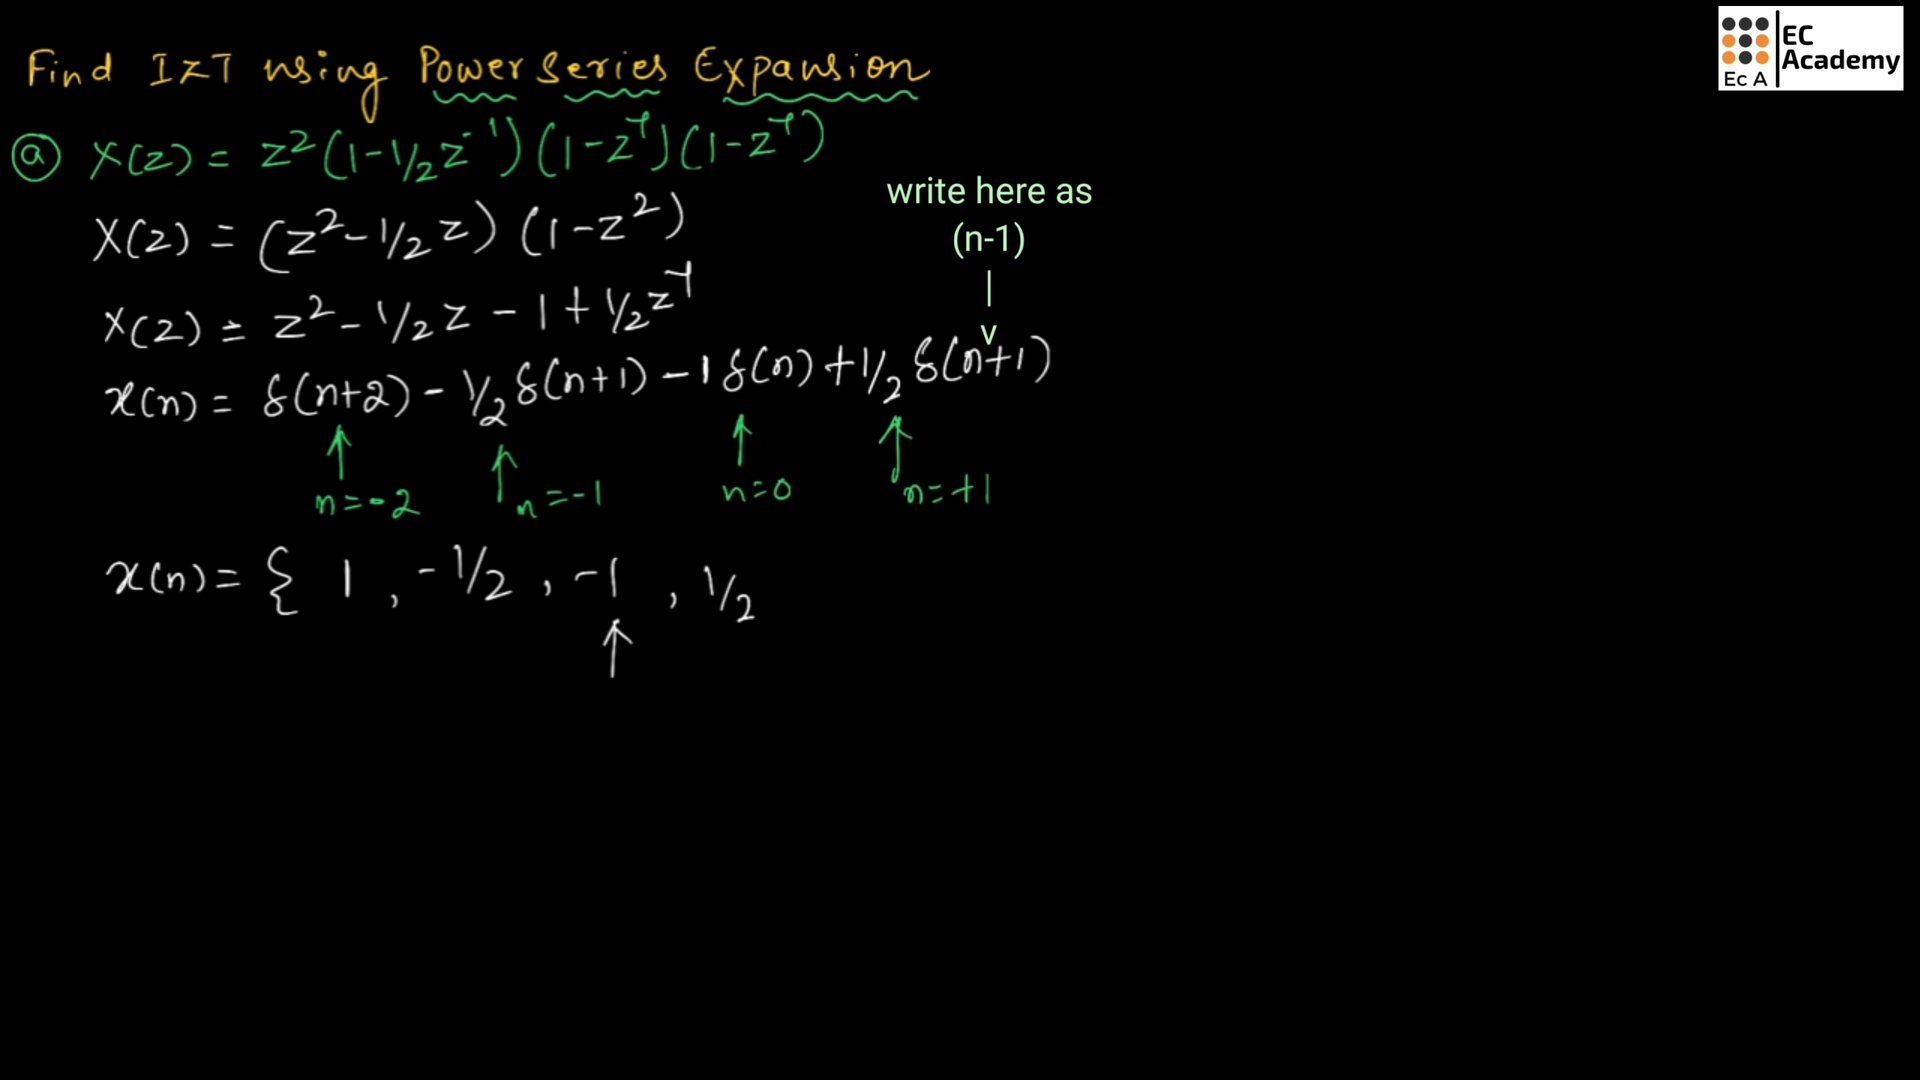 EC
Academy
Ec A
Find IZT using Power Series Expansion
(a) X(z) = z²(1-1/2z⁻¹)(1-z⁻¹)(1-z⁻¹)
write here as
(n-1)
|
v
X(z) = (z²-1/2z)(1-z²)
X(z) = z²-1/2z-1+1/2z⁻¹
x(n) = δ(n+2)-1/2δ(n+1)-1δ(n)+1/2δ(n+1)
n=-2 n=-1 n=0 n=+1
x(n)={ 1, -1/2, -1, 1/2